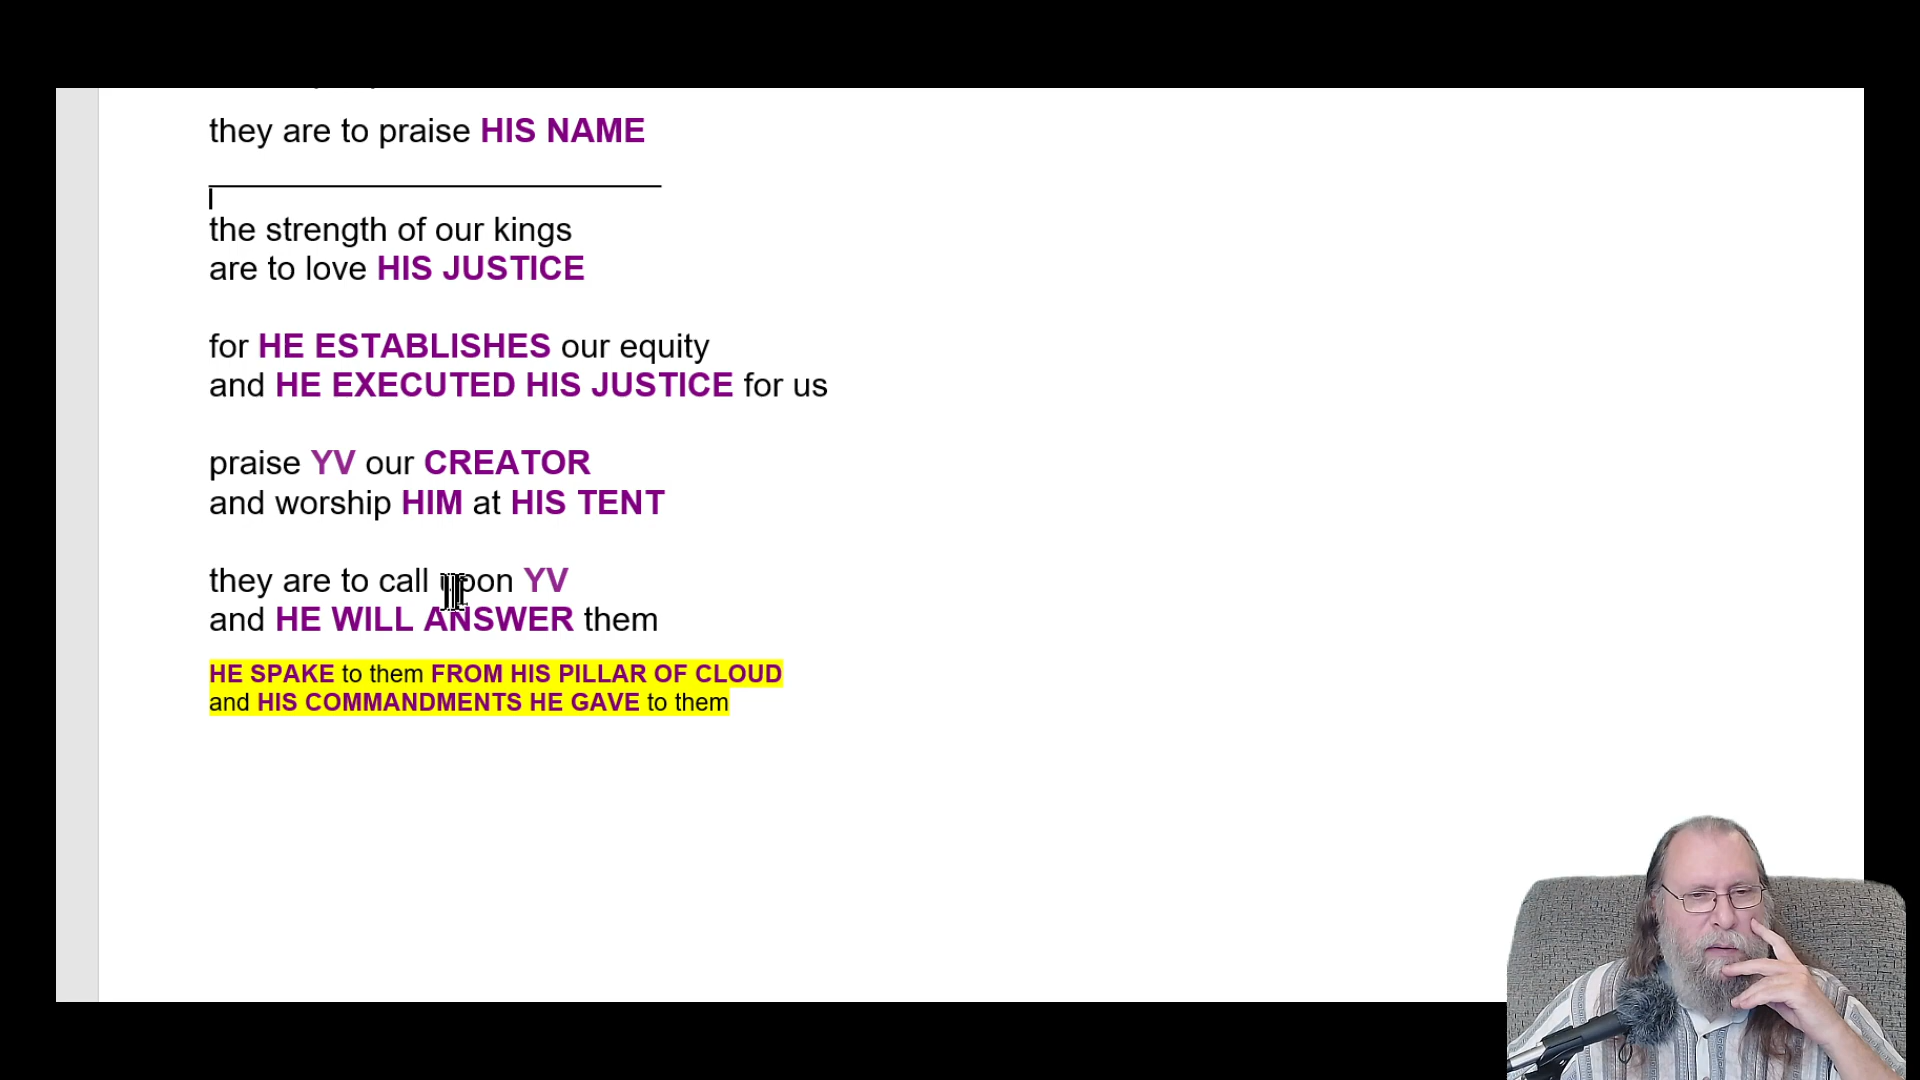 they are to praise HIS NAME
the strength of our kings
are to love HIS JUSTICE
for HE ESTABLISHES our equity
and HE EXECUTED HIS JUSTICE for us
praise YV our CREATOR
and worship HIM at HIS TENT
they are to call upon YV
and HE WILL ANSWER them
HE SPAKE to them FROM HIS PILLAR OF CLOUD
and HIS COMMANDMENTS HE GAVE to them